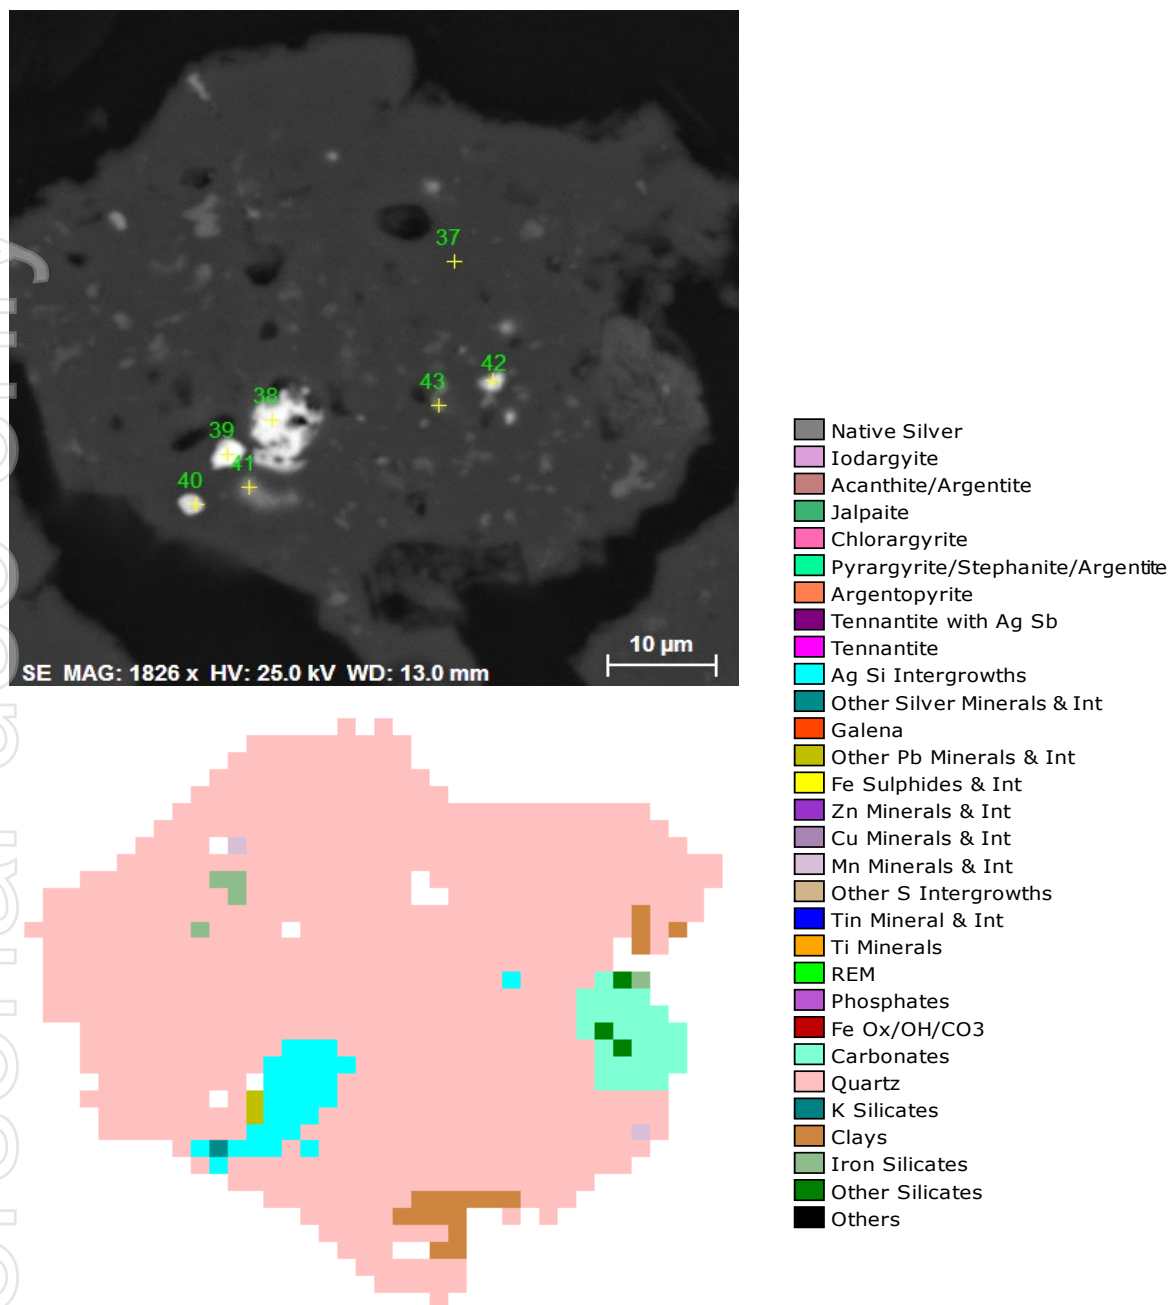 37
42
43
38
39
41
40
10 µm
SE MAG: 1826 x HV: 25.0 kV WD: 13.0 mm
Native Silver
Iodargyite
Acanthite/Argentite
Jalpaite
Chlorargyrite
Pyrargyrite/Stephanite/Argentite
Argentopyrite
Tennantite with Ag Sb
Tennantite
Ag Si Intergrowths
Other Silver Minerals & Int
Galena
Other Pb Minerals & Int
Fe Sulphides & Int
Zn Minerals & Int
Cu Minerals & Int
Mn Minerals & Int
Other S Intergrowths
Tin Mineral & Int
Ti Minerals
REM
Phosphates
Fe Ox/OH/CO3
Carbonates
Quartz
K Silicates
Clays
Iron Silicates
Other Silicates
Others